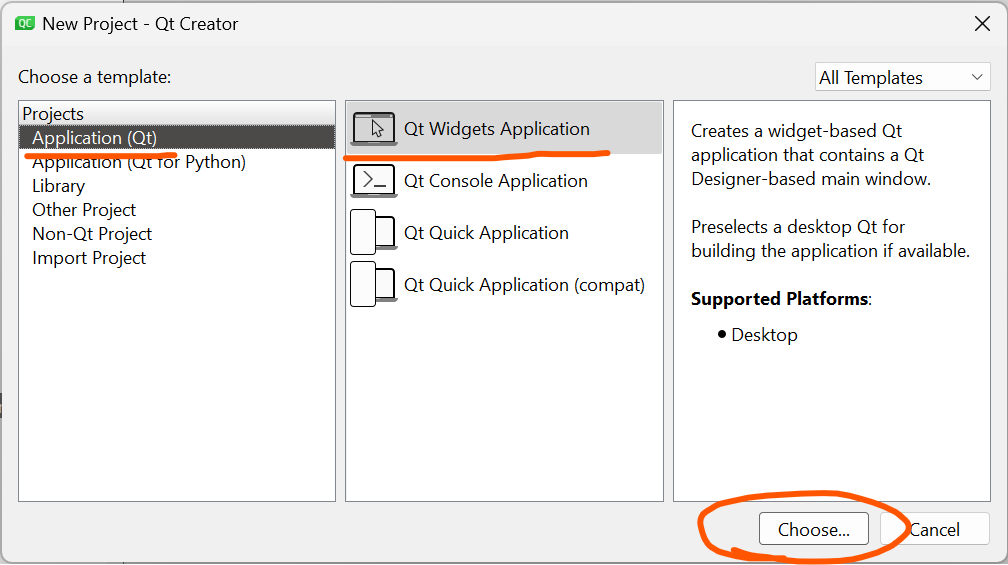 QC New Project - Qt Creator
Choose a template:
All Templates
Projects
Application (Qt)
Application (Qt for Python)
Library
Other Project
Non-Qt Project
Import Project
Qt Widgets Application
Qt Console Application
Qt Quick Application
Qt Quick Application (compat)
Creates a widget-based Qt
application that contains a Qt
Designer-based main window.
Preselects a desktop Qt for
building the application if available.
Supported Platforms:
• Desktop
Choose...
Cancel